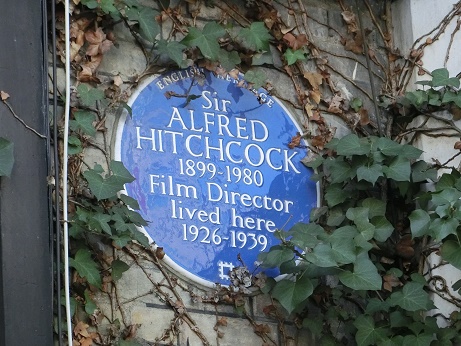 ENGLISH HERITAGE
Sir
ALFRED
HITCHCOCK
1899-1980
Film Director
lived here
1926-1939